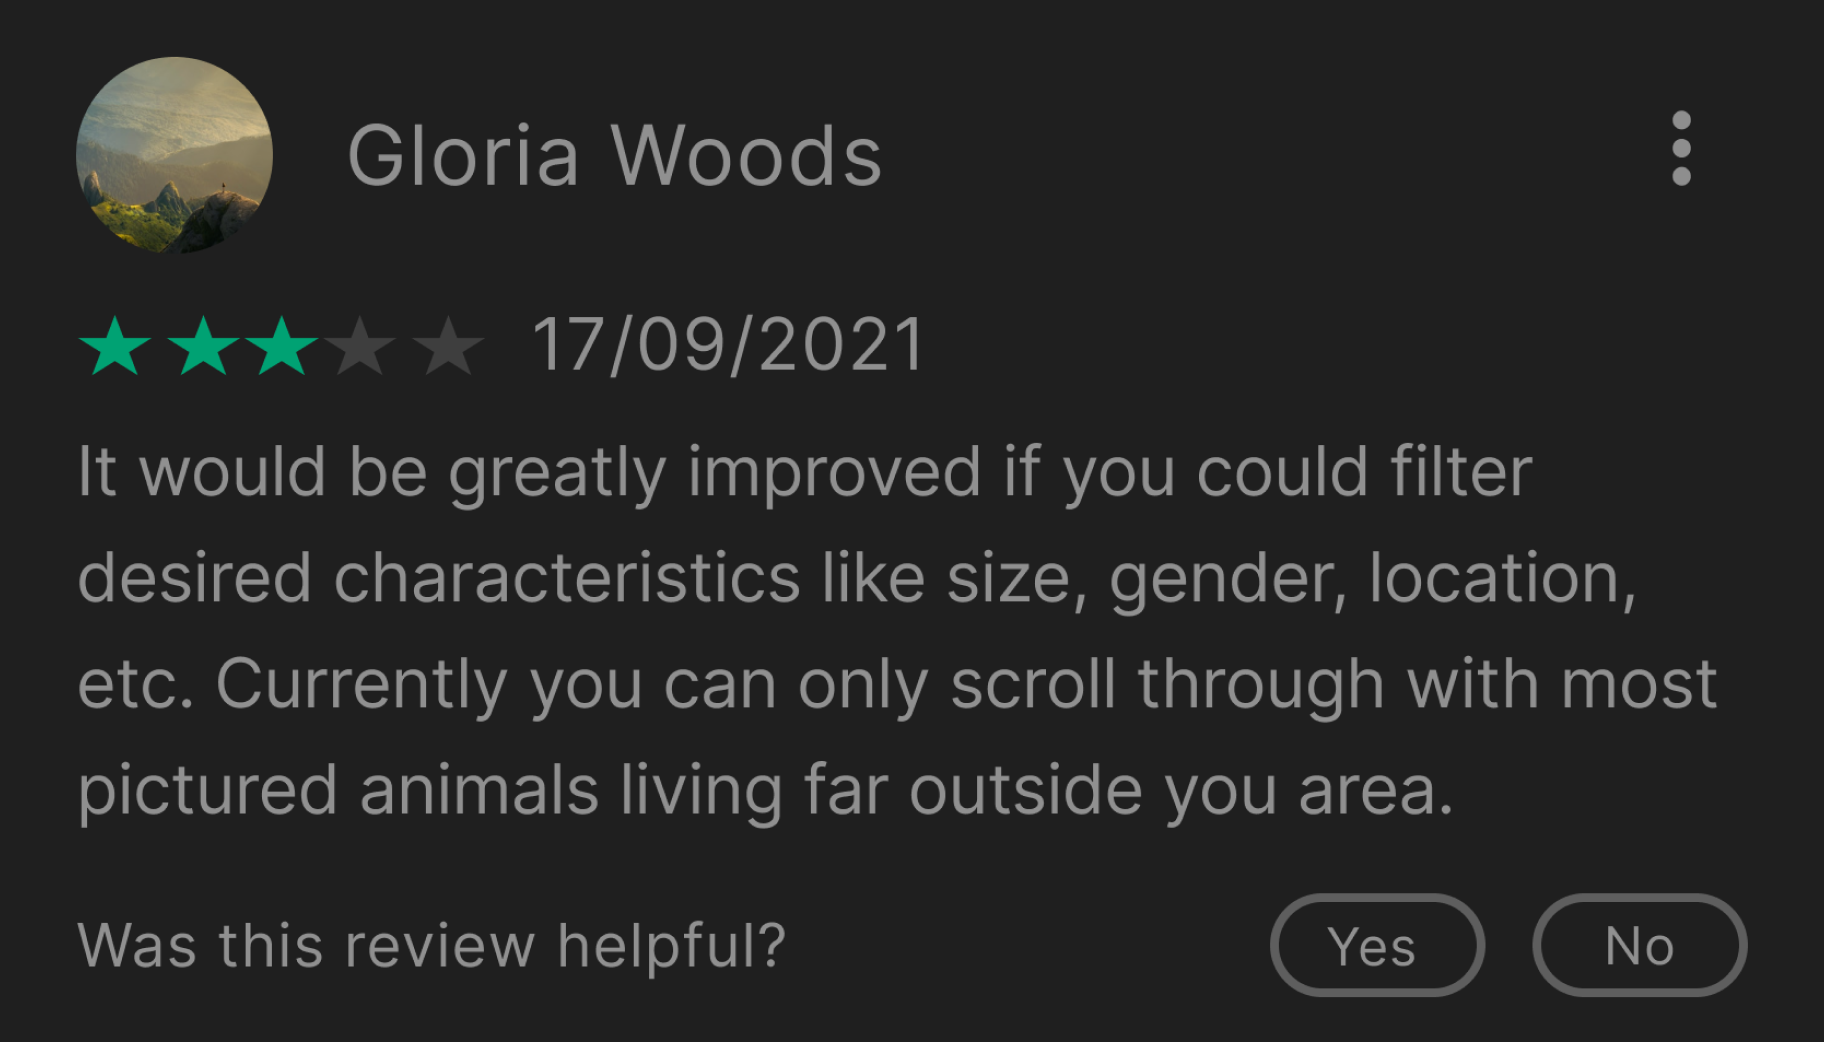 Gloria Woods
17/09/2021
It would be greatly improved if you could filter
desired characteristics like size, gender, location,
etc. Currently you can only scroll through with most
pictured animals living far outside you area.
Was this review helpful?
Yes
No